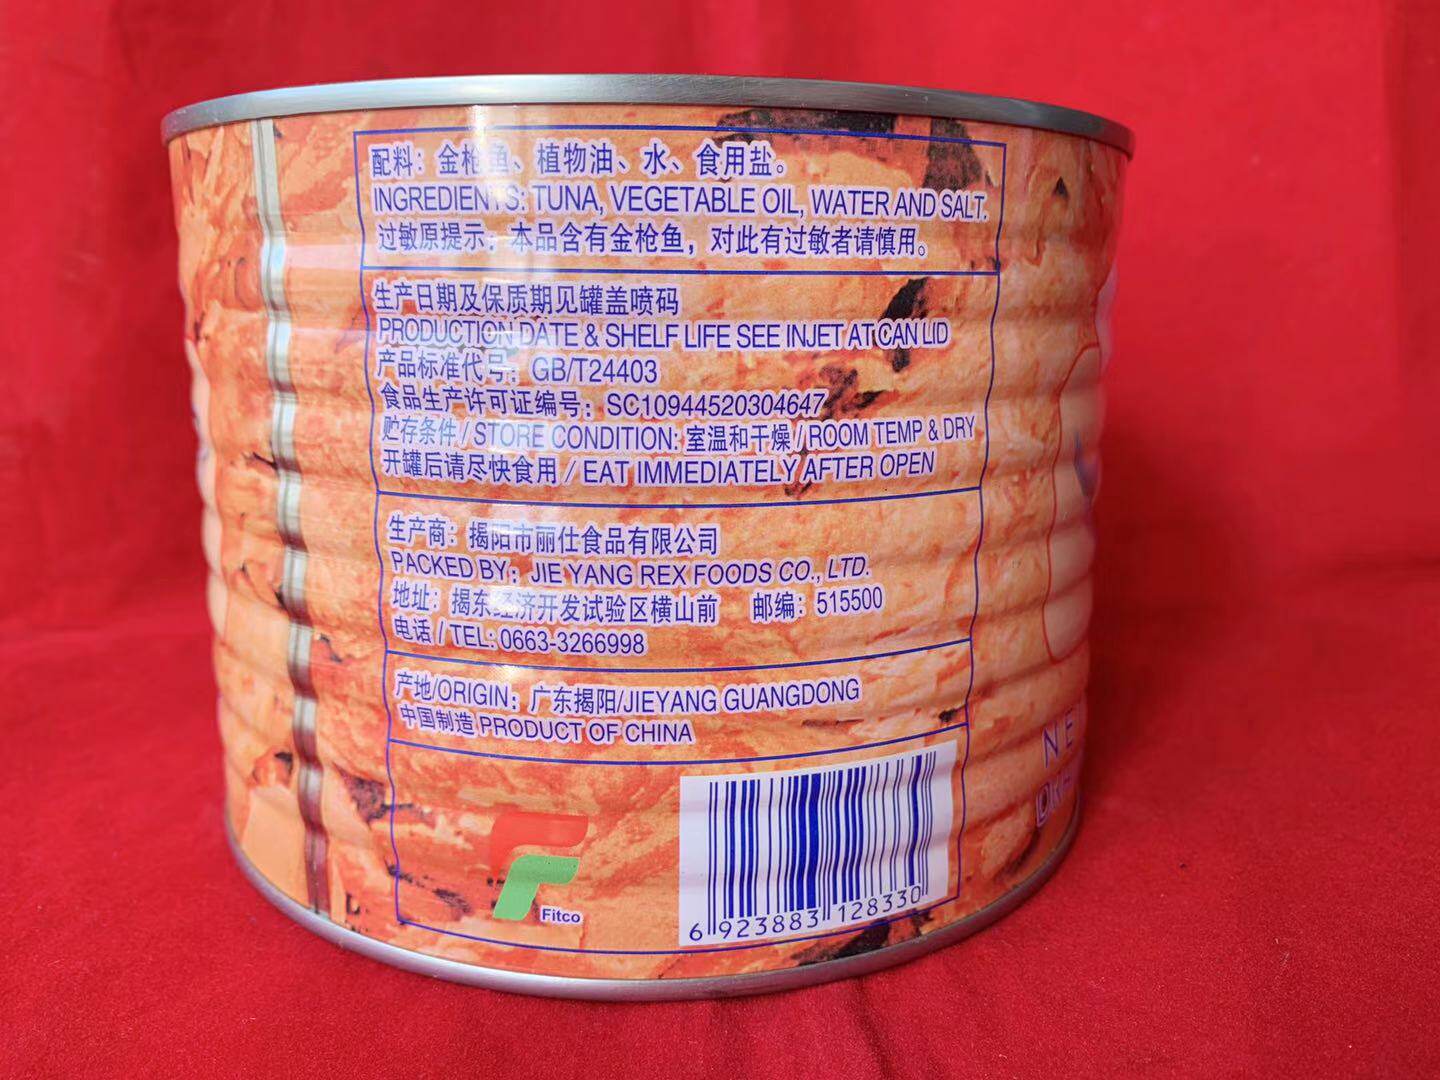 配料：金枪鱼、植物油、水、食用盐。
INGREDIENTS: TUNA, VEGETABLE OIL, WATER AND SALT.
过敏原提示：本品含有金枪鱼，对此有过敏者请慎用。
生产日期及保质期见罐盖喷码
PRODUCTION DATE & SHELF LIFE SEE INJET AT CAN LID
产品标准代号：GB/T24403
食品生产许可证编号：SC10944520304647
贮存条件/STORE CONDITION: 室温和干燥/ROOM TEMP & DRY
开罐后请尽快食用/EAT IMMEDIATELY AFTER OPEN
生产商：揭阳市丽仕食品有限公司
PACKED BY：JIE YANG REX FOODS CO., LTD.
地址：揭东经济开发试验区横山前 邮编：515500
电话/TEL: 0663-3266998
产地/ORIGIN：广东揭阳/JIEYANG GUANGDONG
中国制造 PRODUCT OF CHINA
Fitco
6 923883 128330